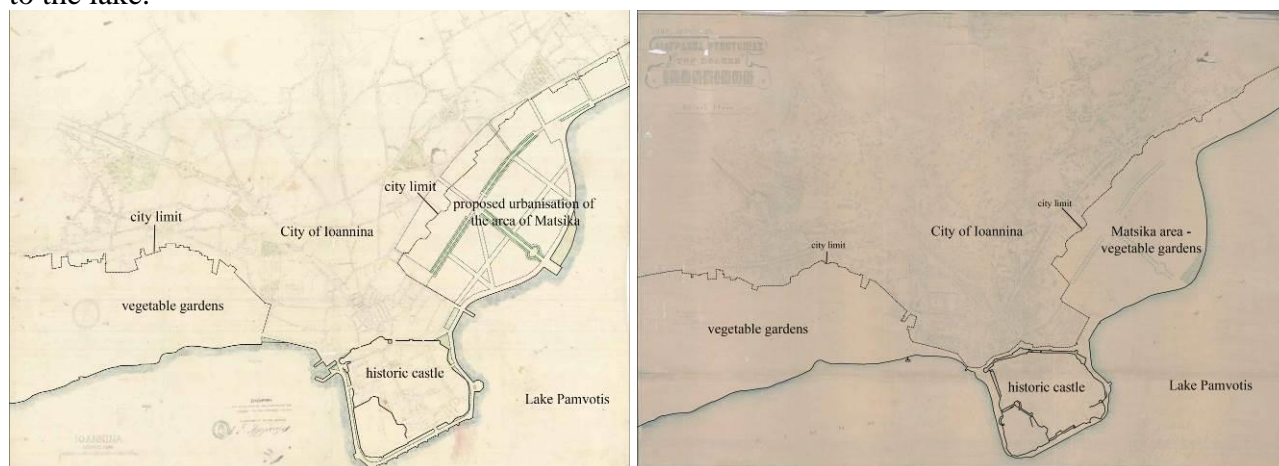 to the lake.
city limit
proposed urbanisation of
the area of Matsika
city limit
City of Ioannina
vegetable gardens
historic castle
Lake Pamvotis
city limit
Matsika area -
vegetable gardens
City of Ioannina
city limit
vegetable gardens
historic castle
Lake Pamvotis